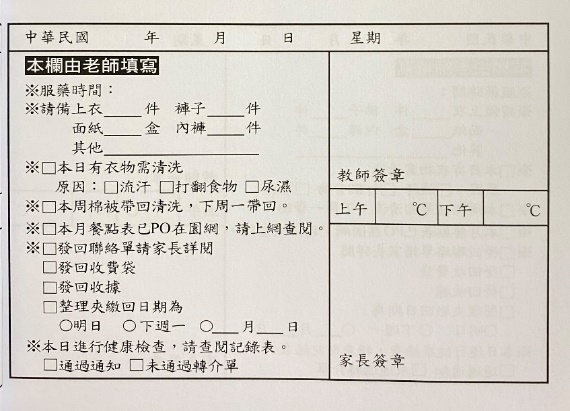 中華民國 年 月 日 星期
本欄由老師填寫
※服藥時間：
※請備上衣____件 褲子____件
面紙____盒 內褲____件
其他____________________
※□本日有衣物需清洗
原因：□流汗 □打翻食物 □尿濕
※□本周棉被帶回清洗，下周一帶回。
※□本月餐點表已PO在園網，請上網查閱。
※□發回聯絡單請家長詳閱
□發回收費袋
□發回收據
□整理夾繳回日期為
○明日 ○下週一 ○___月___日
※本日進行健康檢查，請查閱記錄表。
□通過通知 □未通過轉介單
教師簽章
上午 ℃ 下午 ℃
家長簽章